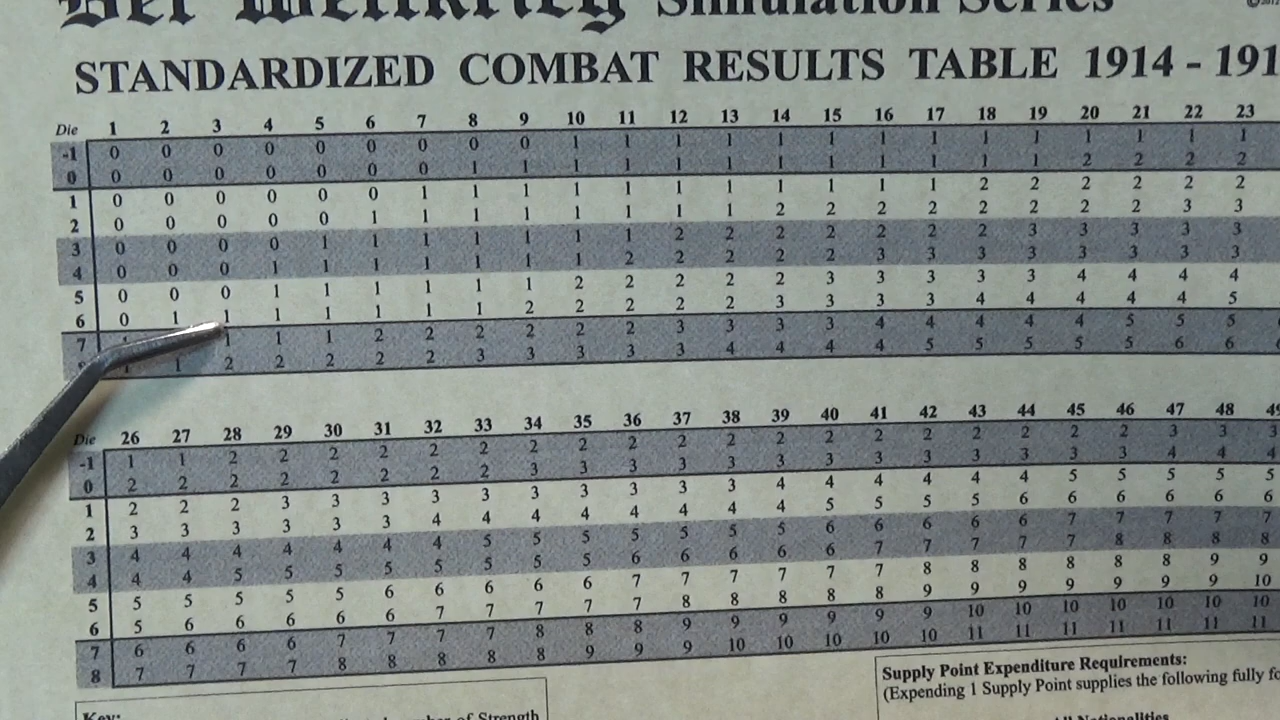 Der Weltkrieg Simulation Series
STANDARDIZED COMBAT RESULTS TABLE 1914 - 191
Die 1 2 3 4 5 6 7 8 9 10 11 12 13 14 15 16 17 18 19 20 21 22 23
-1 0 0 0 0 0 0 0 0 0 1 1 1 1 1 1 1 1 1 1 1 1 1 1
0 0 0 0 0 0 0 0 1 1 1 1 1 1 1 1 1 1 1 1 2 2 2 2
1 0 0 0 0 0 0 1 1 1 1 1 1 1 1 1 1 1 2 2 2 2 2 2
2 0 0 0 0 0 1 1 1 1 1 1 1 1 2 2 2 2 2 2 2 2 3 3
3 0 0 0 0 1 1 1 1 1 1 1 2 2 2 2 2 2 2 3 3 3 3 3
4 0 0 0 1 1 1 1 1 1 1 2 2 2 2 2 3 3 3 3 3 3 3 3
5 0 0 0 1 1 1 1 1 1 2 2 2 2 2 3 3 3 3 3 4 4 4 4
6 0 1 1 1 1 1 1 1 2 2 2 2 2 3 3 3 3 4 4 4 4 4 5
7 1 1 1 2 2 2 2 2 2 3 3 3 3 4 4 4 4 4 5 5 5
1 1 2 2 2 2 2 3 3 3 3 3 4 4 4 4 5 5 5 5 5 6 6
Die 26 27 28 29 30 31 32 33 34 35 36 37 38 39 40 41 42 43 44 45 46 47 48 49
-1 1 1 2 2 2 2 2 2 2 2 2 2 2 2 2 2 2 2 2 2 2 3 3 3
0 2 2 2 2 2 2 2 2 3 3 3 3 3 3 3 3 3 3 3 3 3 4 4 4
1 2 2 2 3 3 3 3 3 3 3 3 3 3 4 4 4 4 4 4 5 5 5 5 5
2 3 3 3 3 3 3 4 4 4 4 4 4 4 4 5 5 5 5 6 6 6 6 6 6
3 4 4 4 4 4 4 4 5 5 5 5 5 5 5 6 6 6 6 6 7 7 7 7 7
4 4 4 5 5 5 5 5 5 5 5 6 6 6 6 6 7 7 7 7 7 8 8 8 8
5 5 5 5 5 5 6 6 6 6 6 7 7 7 7 7 7 8 8 8 8 8 8 9 9
6 5 6 6 6 6 6 7 7 7 7 7 8 8 8 8 8 9 9 9 9 9 9 9 10
7 6 6 6 6 7 7 7 7 8 8 8 9 9 9 9 9 9 10 10 10 10 10 10 10
8 7 7 7 7 8 8 8 8 8 9 9 9 10 10 10 10 10 11 11 11 11 11 11 11
Key:
of Strength
Supply Point Expenditure Requirements:
(Expending 1 Supply Point supplies the following fully fo
All Nationalities